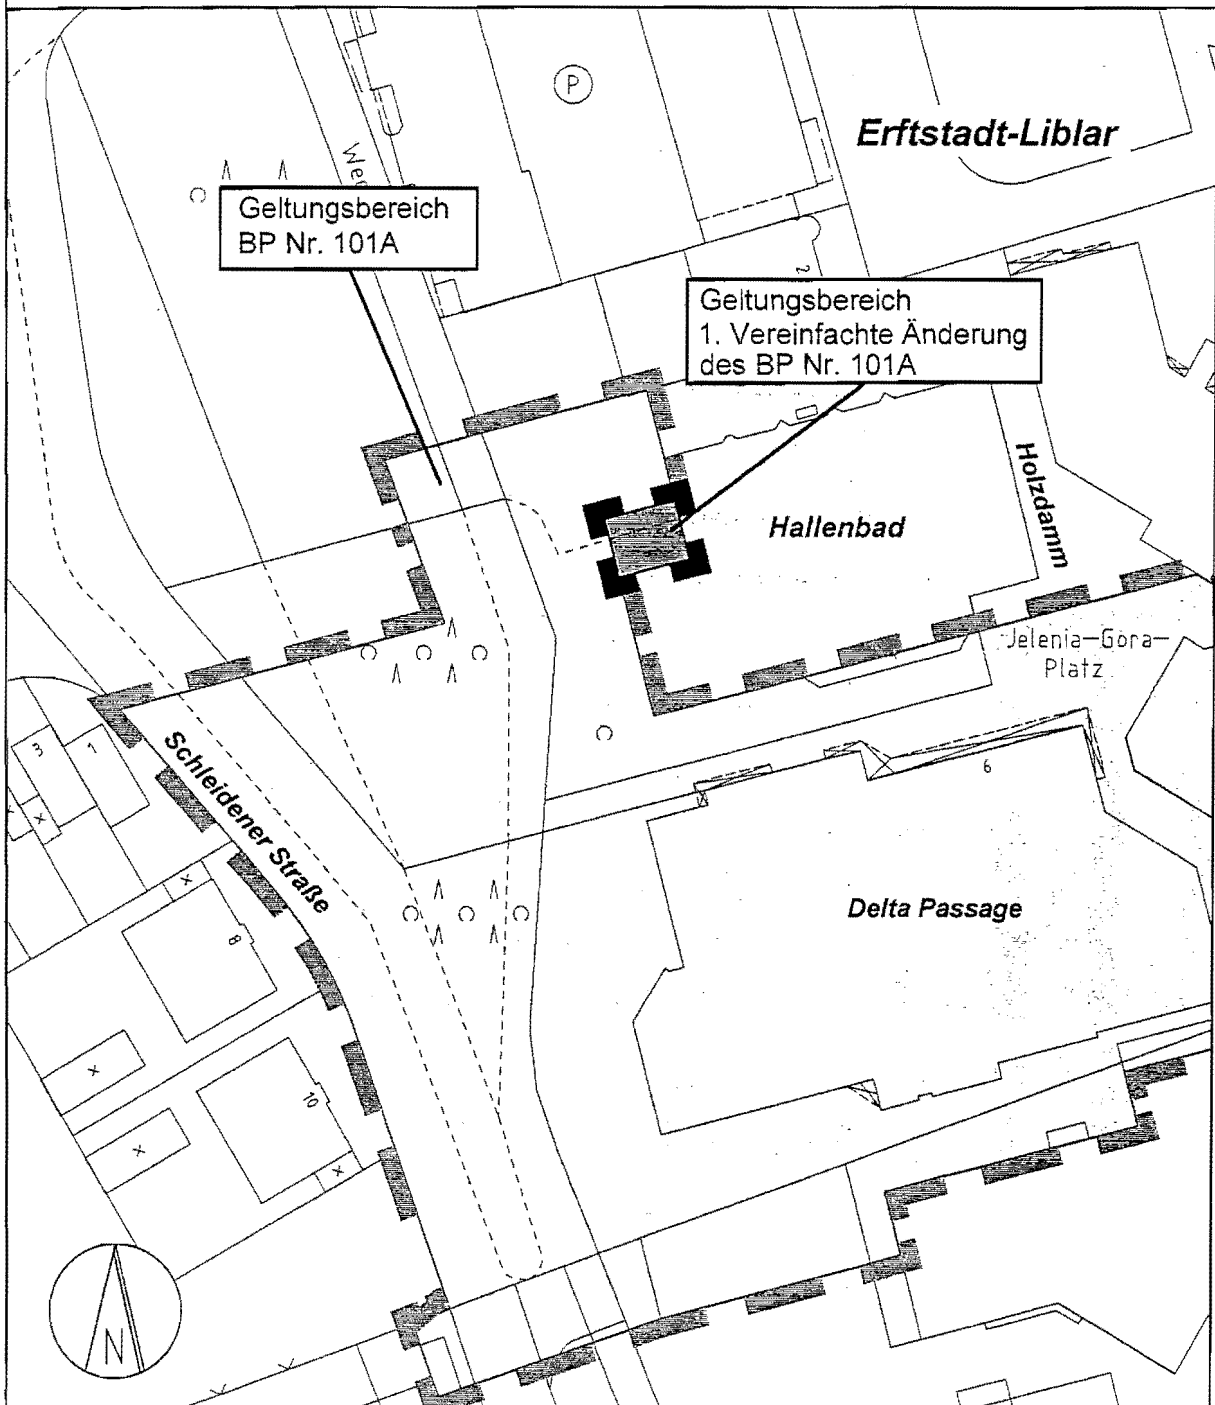 P
Erftstadt-Liblar
Geltungsbereich
BP Nr. 101A
2
Geltungsbereich
1. Vereinfachte Änderung
des BP Nr. 101A
Holzdamm
Hallenbad
Jelenia-Góra-
Platz
3
1
Schleidener Straße
6
8
Delta Passage
10
N